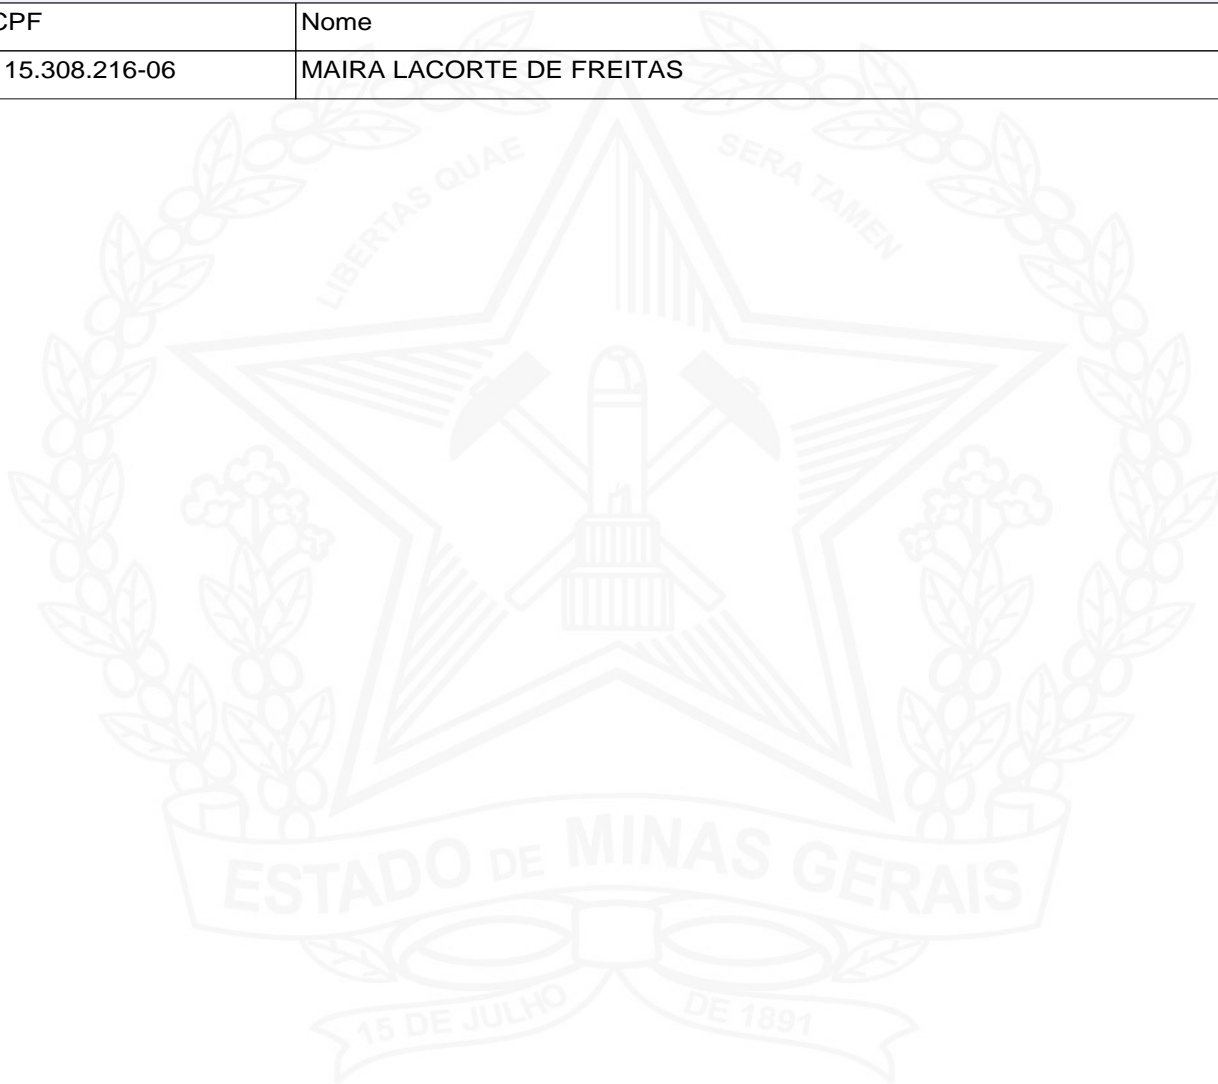 CPF Nome
15.308.216-06 MAIRA LACORTE DE FREITAS
LIBERTAS QUAE SERA TAMEN
ESTADO DE MINAS GERAIS
15 DE JULHO DE 1891